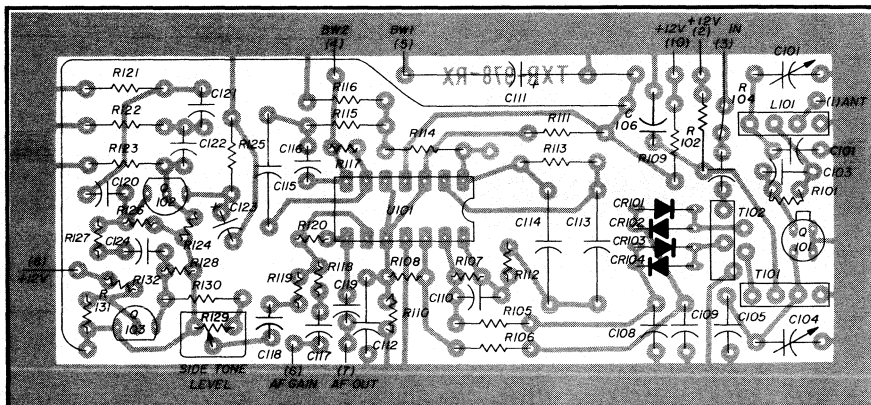 BW2 (4)
BW1 (5)
+12V (10)
+12V (2)
IN (3)
C101
R121
C121
R116
TXR-678-RX
C111
R 104
L101
(1) ANT
R122
R115
C 106
R111
R 102
C122
R125
C116
R114
R109
C101
R123
R117
R113
C103
C120
Q 102
C115
U101
CR101
R101
R126
C123
CR102
T102
R120
C114
C113
Q 101
R127
C124
R124
CR103
(8) +12V
R128
R119
R118
R108
R107
R112
CR104
T101
R132
R130
C119
C110
R 131
R110
Q 103
R129
C118
C117
C112
R105
R106
C108
C109
C105
C104
SIDE TONE LEVEL
(6) AF GAIN
(7) AF OUT